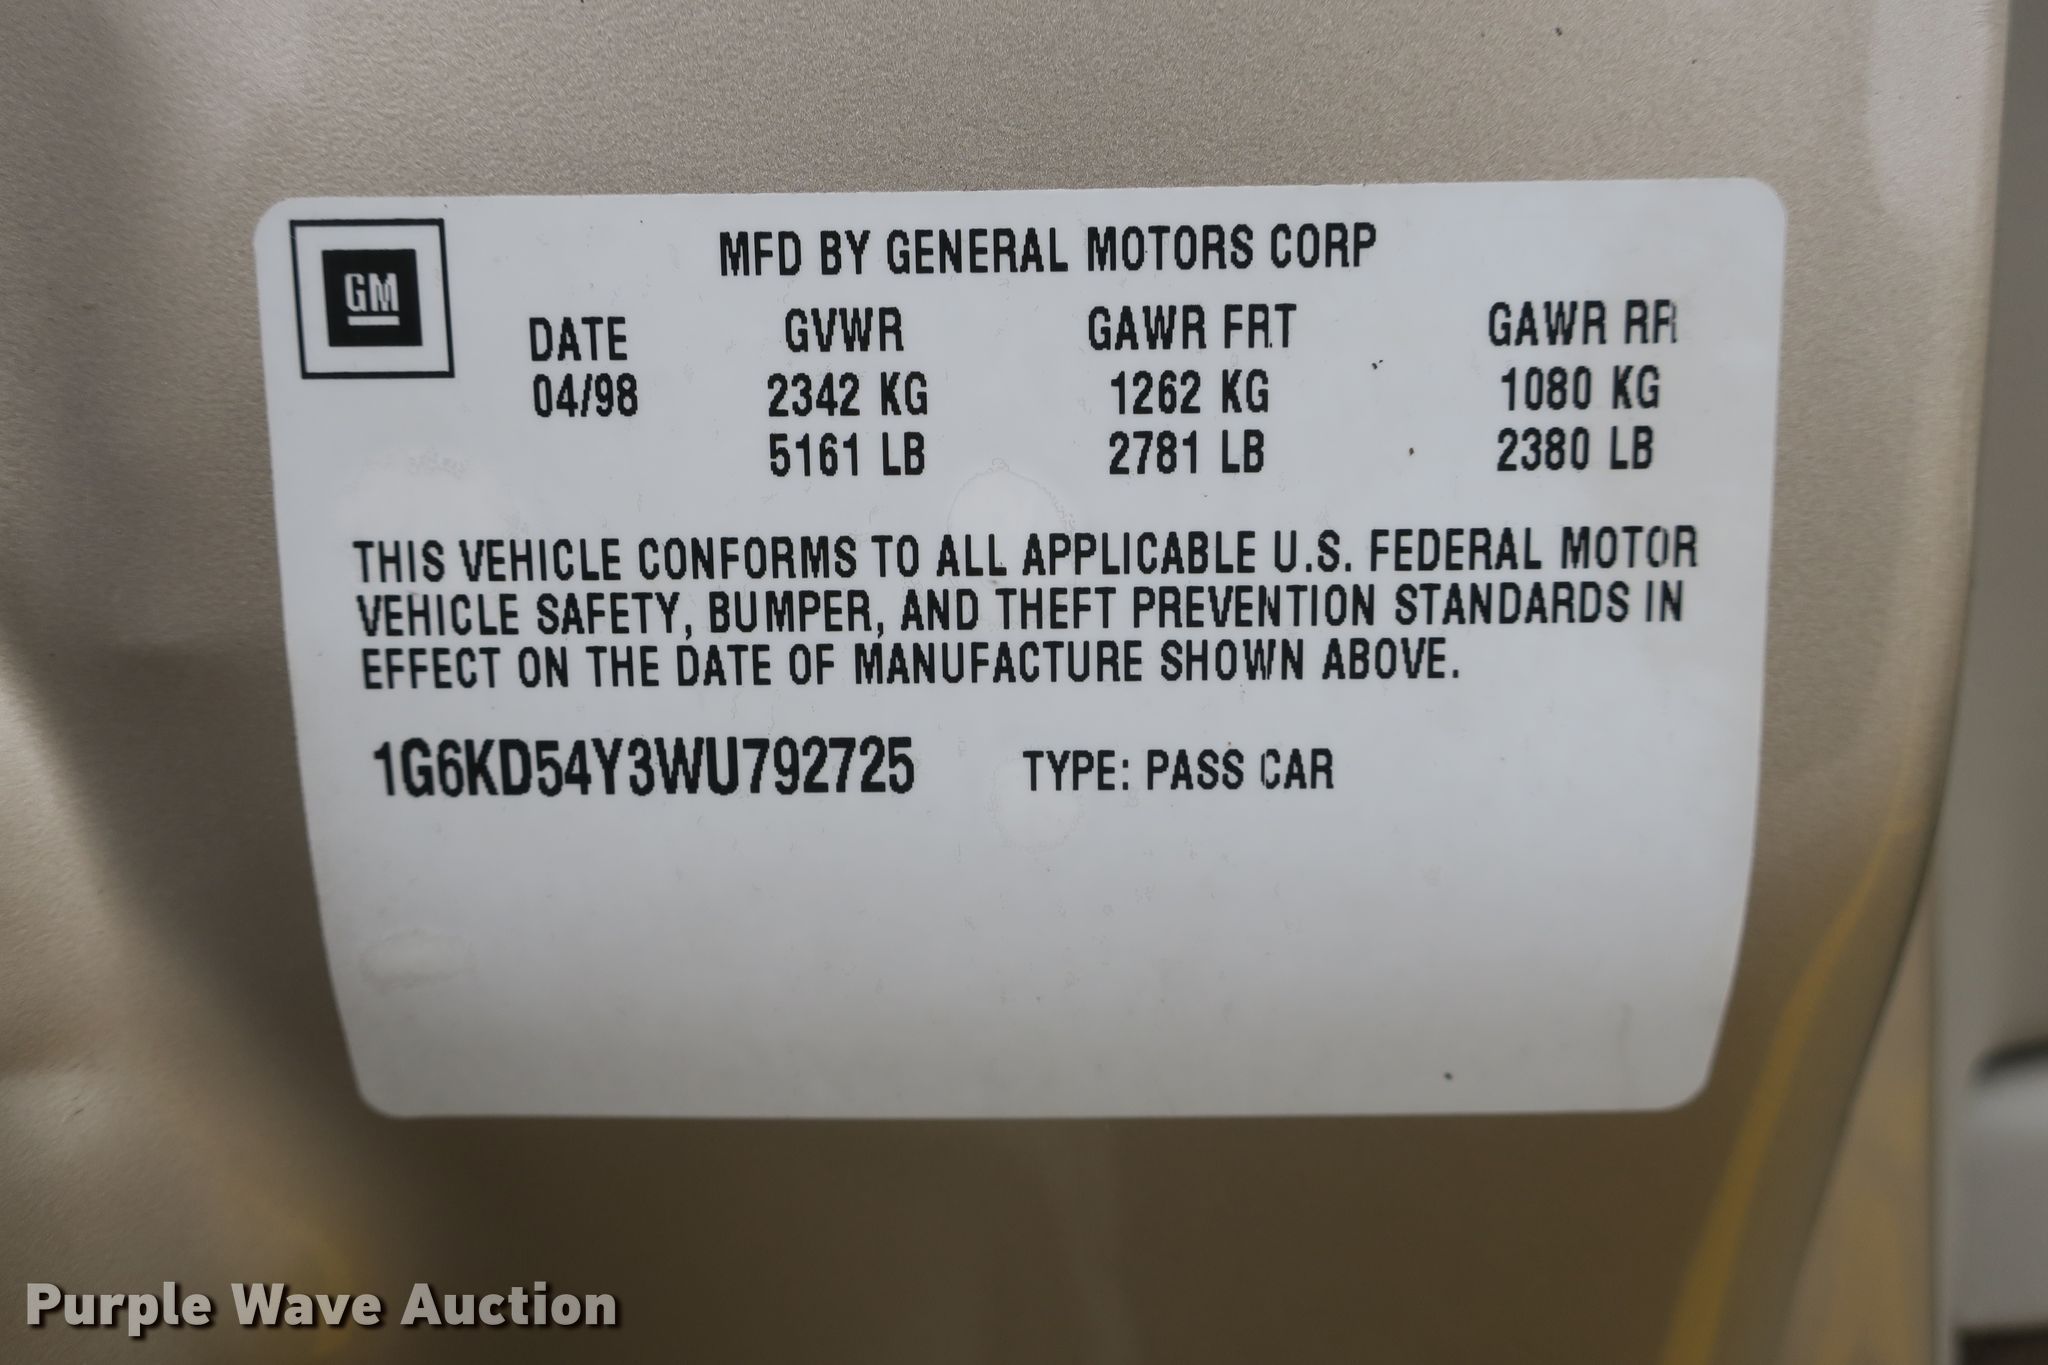 GM
MFD BY GENERAL MOTORS CORP
DATE GVWR GAWR FRT GAWR RR
04/98 2342 KG 1262 KG 1080 KG
5161 LB 2781 LB 2380 LB
THIS VEHICLE CONFORMS TO ALL APPLICABLE U.S. FEDERAL MOTOR
VEHICLE SAFETY, BUMPER, AND THEFT PREVENTION STANDARDS IN
EFFECT ON THE DATE OF MANUFACTURE SHOWN ABOVE.
1G6KD54Y3WU792725 TYPE: PASS CAR
Purple Wave Auction